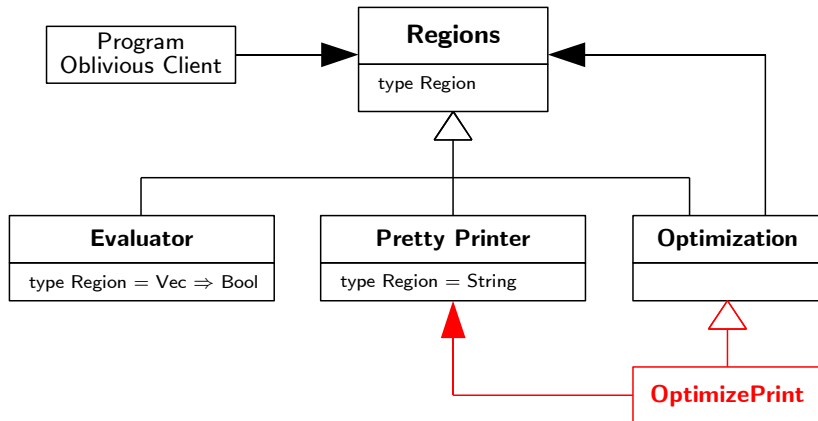 Program
Oblivious Client
Regions
type Region
Evaluator
type Region = Vec ⇒ Bool
Pretty Printer
type Region = String
Optimization
OptimizePrint